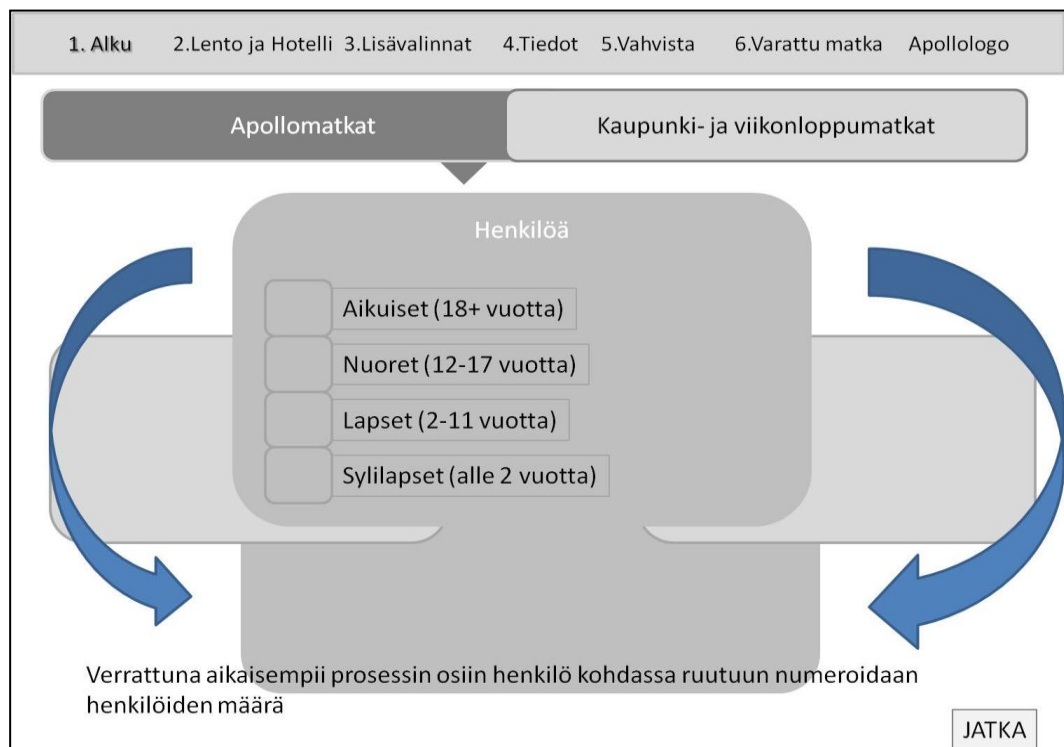 1. Alku 2.Lento ja Hotelli 3.Lisävalinnat 4.Tiedot 5.Vahvista 6.Varattu matka Apollologo
Apollomatkat Kaupunki- ja viikonloppumatkat
Henkilöä
Aikuiset (18+ vuotta)
Nuoret (12-17 vuotta)
Lapset (2-11 vuotta)
Sylilapset (alle 2 vuotta)
Verrattuna aikaisempii prosessin osiin henkilö kohdassa ruutuun numeroidaan
henkilöiden määrä
JATKA